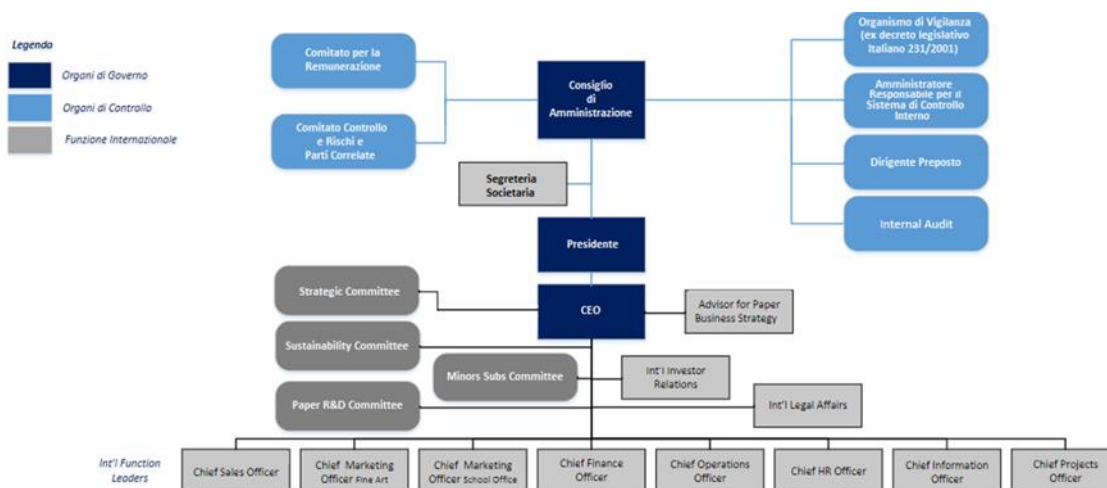 Legenda
Organi di Governo
Organi di Controllo
Funzione Internazionale
Comitato per la
Remunerazione
Comitato Controllo
e Rischi e
Parti Correlate
Consiglio
di
Amministrazione
Organismo di Vigilanza
(ex decreto legislativo
Italiano 231/2001)
Amministratore
Responsabile per il
Sistema di Controllo
Interno
Dirigente Preposto
Internal Audit
Segreteria
Societaria
Presidente
CEO
Strategic Committee
Advisor for Paper
Business Strategy
Sustainability Committee
Minors Subs Committee
Int'l Investor
Relations
Paper R&D Committee
Int'l Legal Affairs
Int'l Function
Leaders
Chief Sales Officer
Chief Marketing
Officer Fine Art
Chief Marketing
Officer School Office
Chief Finance
Officer
Chief Operations
Officer
Chief HR Officer
Chief Information
Officer
Chief Projects
Officer